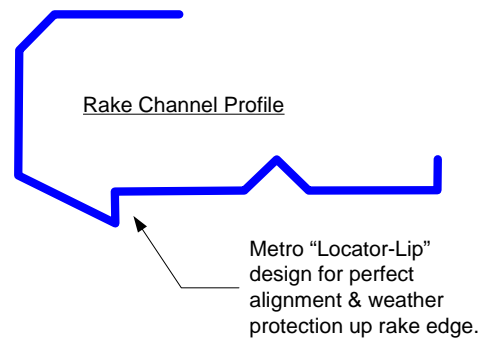 Rake Channel Profile
Metro “Locator-Lip”
design for perfect
alignment & weather
protection up rake edge.